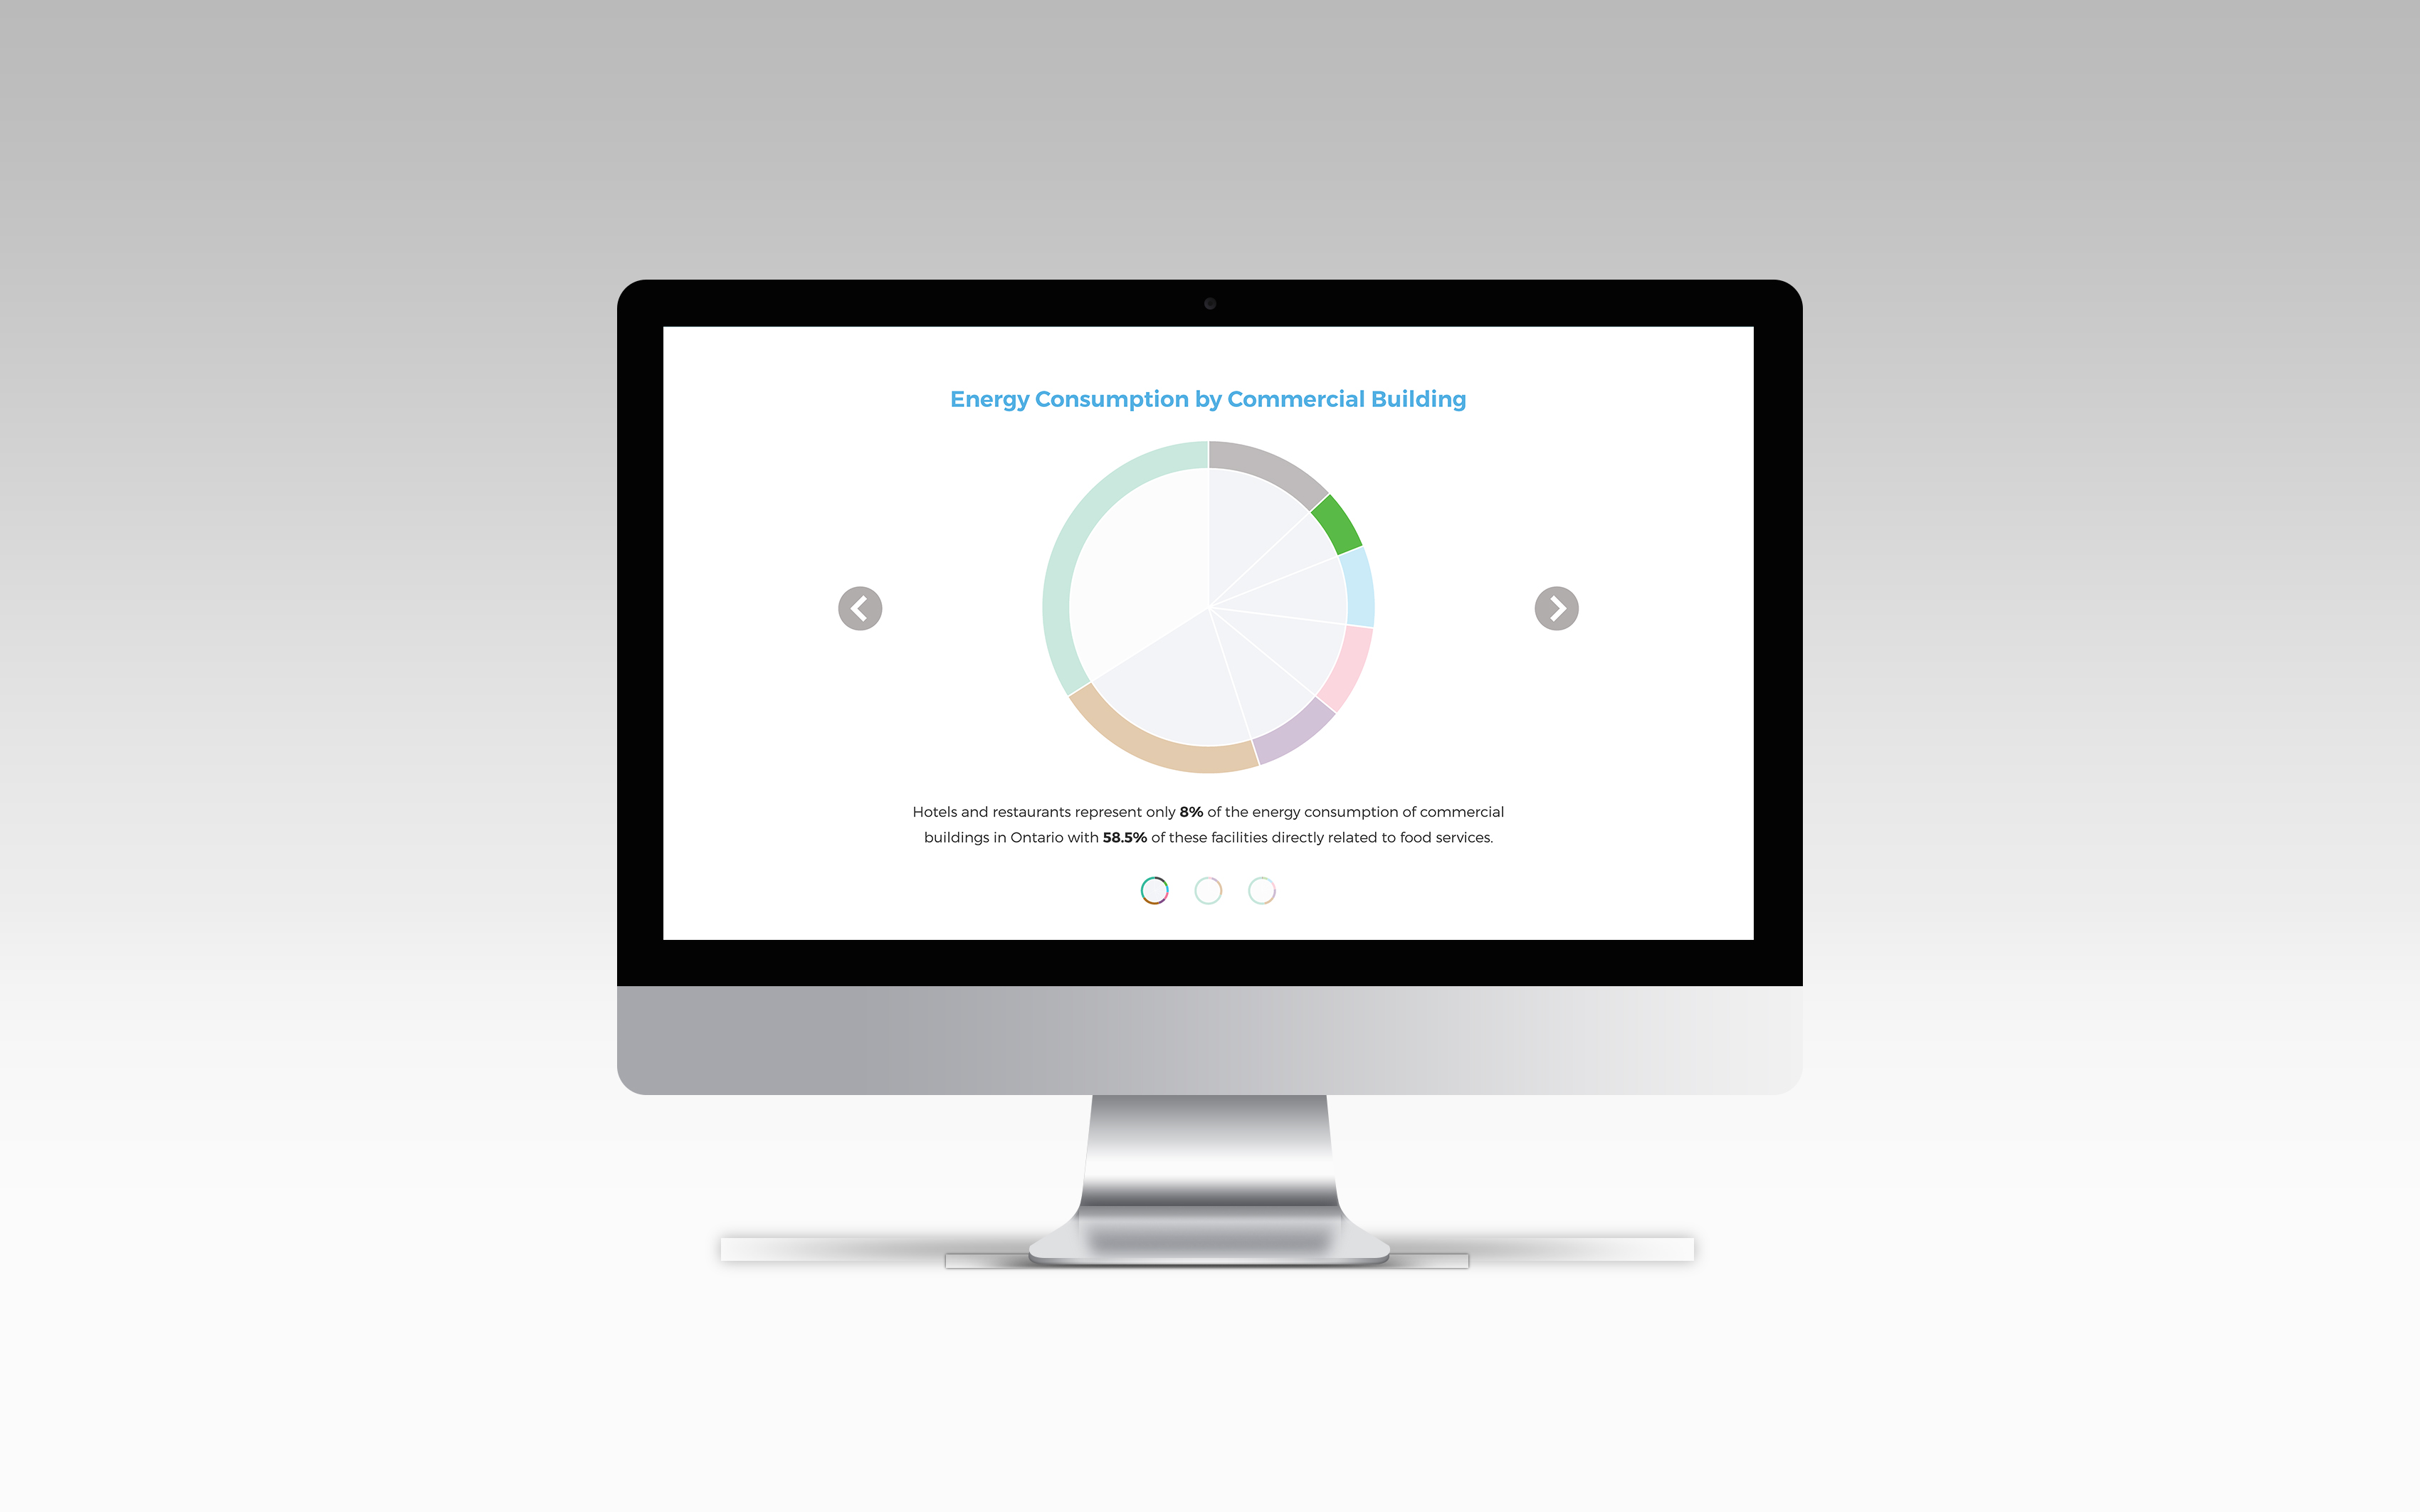 Energy Consumption by Commercial Building
Hotels and restaurants represent only 8% of the energy consumption of commercial
buildings in Ontario with 58.5% of these facilities directly related to food services.